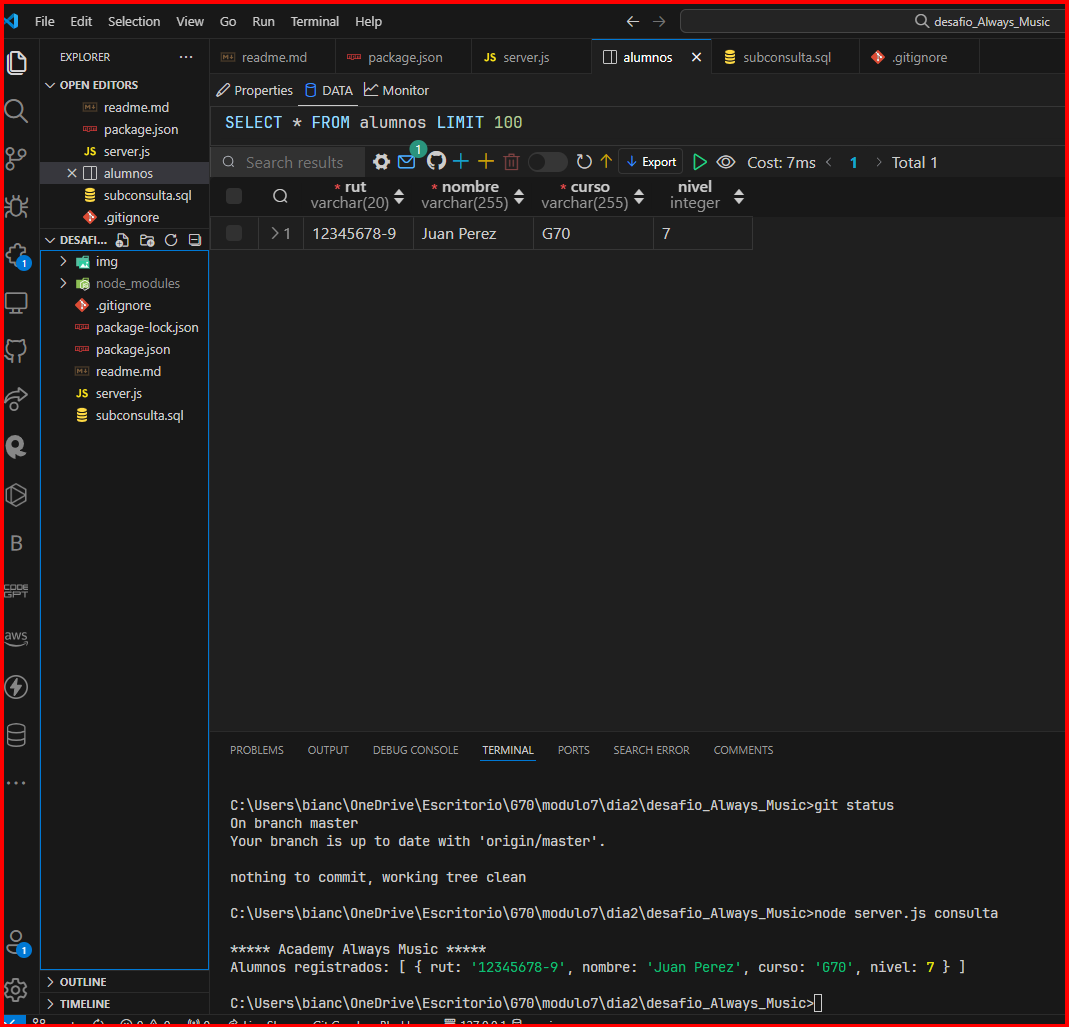 File Edit Selection View Go Run Terminal Help desafio_Always_Music
EXPLORER
OPEN EDITORS
readme.md
package.json
JS server.js
alumnos
subconsulta.sql
.gitignore
DESAFI...
img
node_modules
.gitignore
package-lock.json
package.json
readme.md
JS server.js
subconsulta.sql
OUTLINE
TIMELINE
1
B
CODE
GPT
aws
1
readme.md package.json JS server.js alumnos subconsulta.sql .gitignore
Properties DATA Monitor
SELECT * FROM alumnos LIMIT 100
Search results 1 Export Cost: 7ms 1 Total 1
* rut * nombre * curso nivel
varchar(20) varchar(255) varchar(255) integer
1 12345678-9 Juan Perez G70 7
PROBLEMS OUTPUT DEBUG CONSOLE TERMINAL PORTS SEARCH ERROR COMMENTS
C:\Users\bianc\OneDrive\Escritorio\G70\modulo7\dia2\desafio_Always_Music>git status
On branch master
Your branch is up to date with 'origin/master'.
nothing to commit, working tree clean
C:\Users\bianc\OneDrive\Escritorio\G70\modulo7\dia2\desafio_Always_Music>node server.js consulta
***** Academy Always Music *****
Alumnos registrados: [ { rut: '12345678-9', nombre: 'Juan Perez', curso: 'G70', nivel: 7 } ]
C:\Users\bianc\OneDrive\Escritorio\G70\modulo7\dia2\desafio_Always_Music>